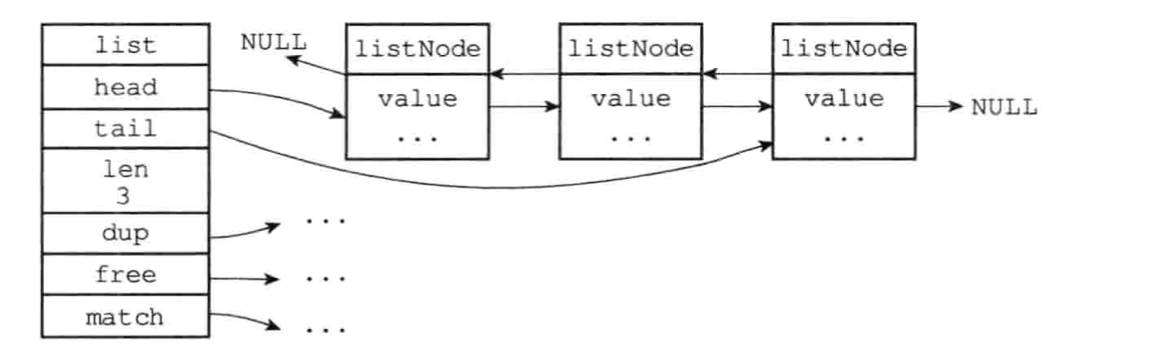 list
head
tail
len
3
dup
free
match
NULL
listNode
value
...
listNode
value
...
listNode
value
...
NULL
...
...
...